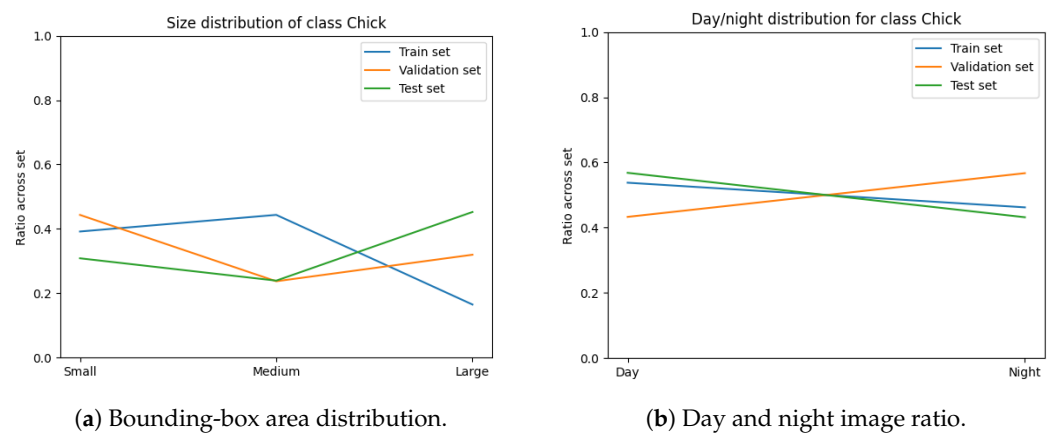 Size distribution of class Chick
1.0
0.8
0.6
0.4
0.2
0.0
Ratio across set
Train set
Validation set
Test set
Small Medium Large
(a) Bounding-box area distribution.
Day/night distribution for class Chick
1.0
0.8
0.6
0.4
0.2
0.0
Ratio across set
Train set
Validation set
Test set
Day Night
(b) Day and night image ratio.